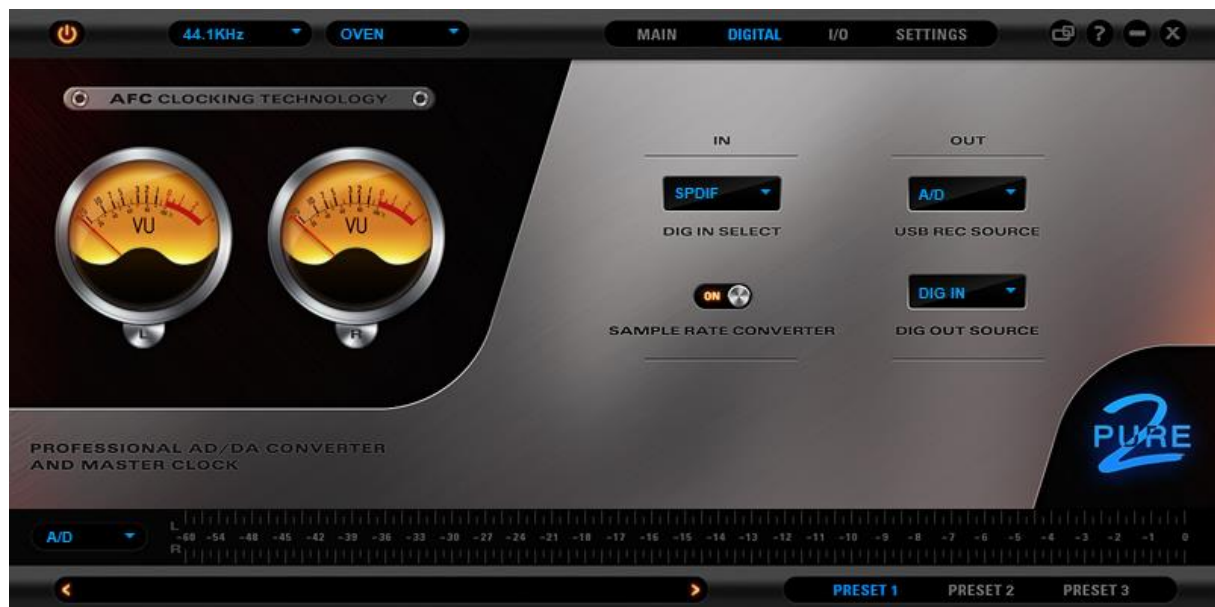 44.1KHz OVEN MAIN DIGITAL I/O SETTINGS ?
AFC CLOCKING TECHNOLOGY
VU VU
L R
IN OUT
SPDIF A/D
DIG IN SELECT USB REC SOURCE
ON DIG IN
SAMPLE RATE CONVERTER DIG OUT SOURCE
PROFESSIONAL AD/DA CONVERTER
AND MASTER CLOCK
PURE 2
L
A/D -60 -54 -48 -45 -42 -39 -36 -33 -30 -27 -24 -21 -18 -17 -16 -15 -14 -13 -12 -11 -10 -9 -8 -7 -6 -5 -4 -3 -2 -1 0
R
PRESET 1 PRESET 2 PRESET 3